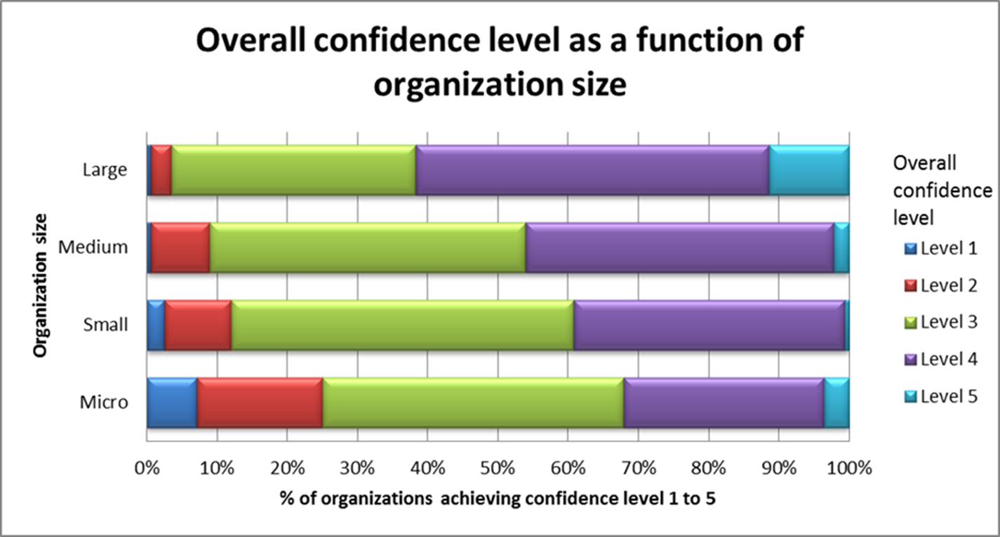 Overall confidence level as a function of
organization size
Organization size
Large
Medium
Small
Micro
0%
10%
20%
30%
40%
50%
60%
70%
80%
90%
100%
% of organizations achieving confidence level 1 to 5
Overall
confidence
level
Level 1
Level 2
Level 3
Level 4
Level 5